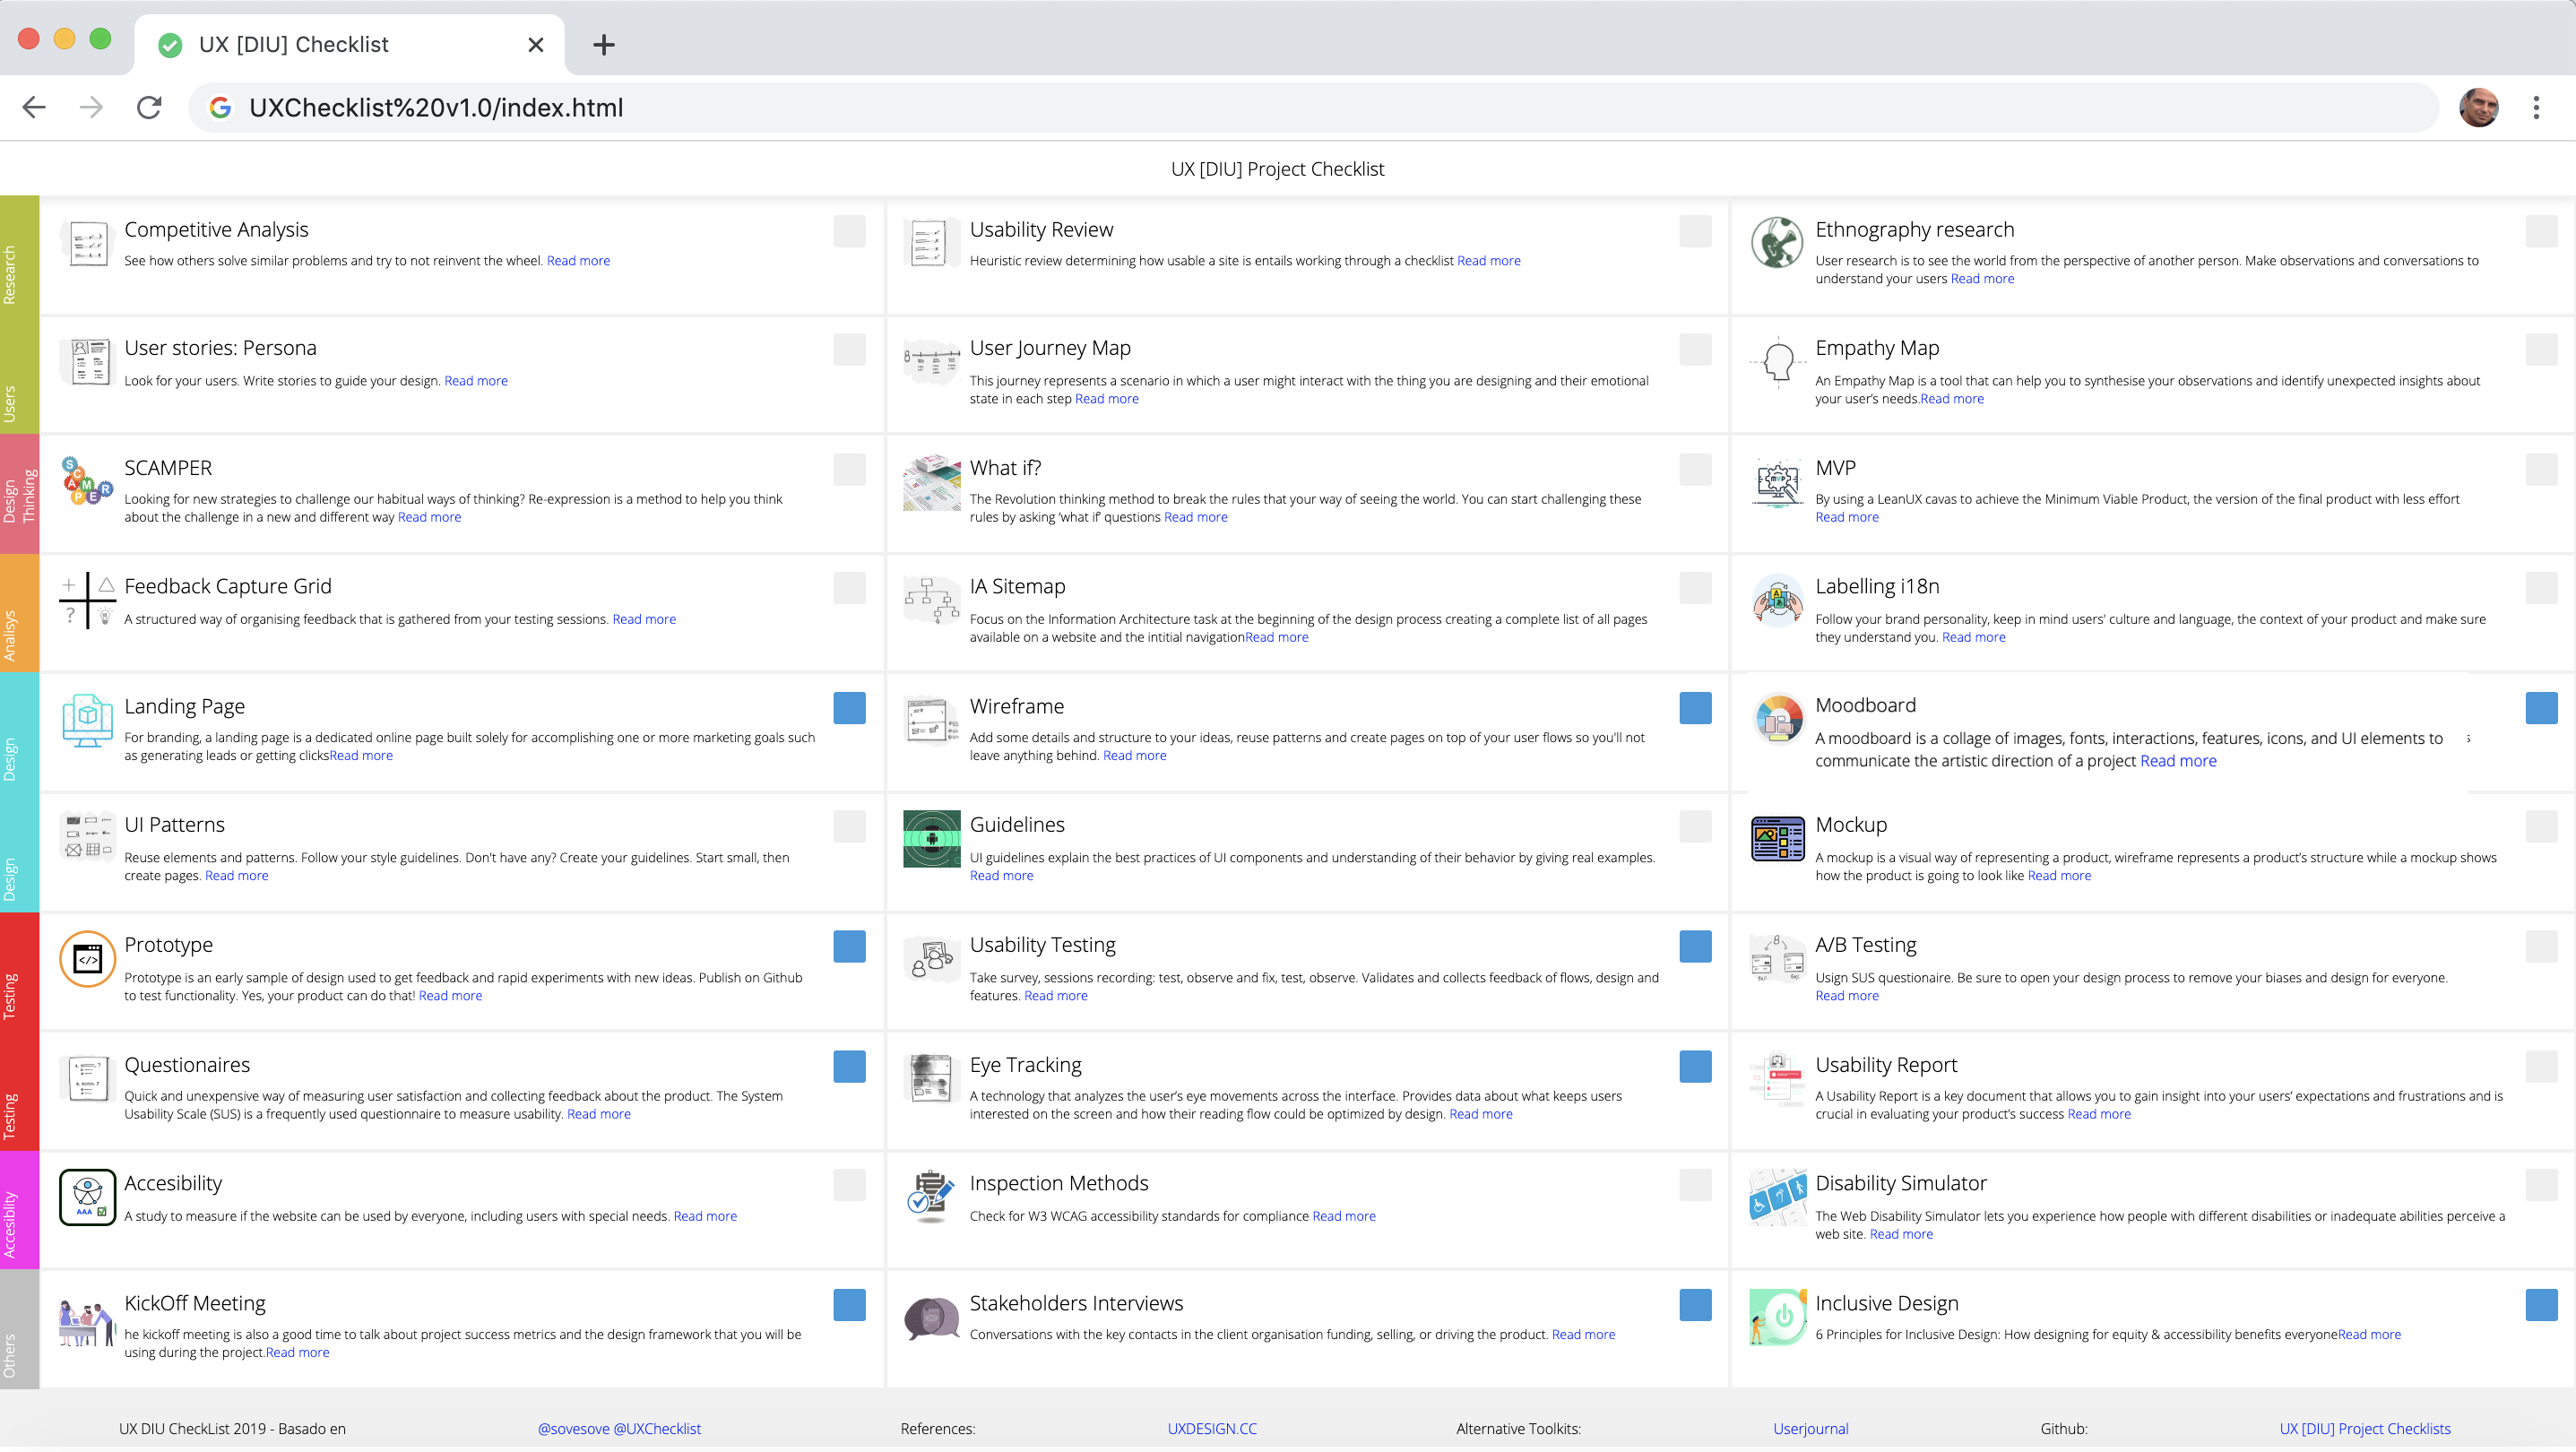 UX [DIU] Checklist
UXChecklist%20v1.0/index.html
UX [DIU] Project Checklist
Research
Competitive Analysis
See how others solve similar problems and try to not reinvent the wheel. Read more
Usability Review
Heuristic review determining how usable a site is entails working through a checklist Read more
Ethnography research
User research is to see the world from the perspective of another person. Make observations and conversations to
understand your users Read more
Users
User stories: Persona
Look for your users. Write stories to guide your design. Read more
User Journey Map
This journey represents a scenario in which a user might interact with the thing you are designing and their emotional
state in each step Read more
Empathy Map
An Empathy Map is a tool that can help you to synthesise your observations and identify unexpected insights about
your user's needs.Read more
Design
Thinking
SCAMPER
SCAMPER
Looking for new strategies to challenge our habitual ways of thinking? Re-expression is a method to help you think
about the challenge in a new and different way Read more
What if?
The Revolution thinking method to break the rules that your way of seeing the world. You can start challenging these
rules by asking 'what if' questions Read more
MVP
MVP
By using a LeanUX cavas to achieve the Minimum Viable Product, the version of the final product with less effort
Read more
Analisys
Feedback Capture Grid
A structured way of organising feedback that is gathered from your testing sessions. Read more
IA Sitemap
Focus on the Information Architecture task at the beginning of the design process creating a complete list of all pages
available on a website and the intitial navigationRead more
Labelling i18n
Follow your brand personality, keep in mind users' culture and language, the context of your product and make sure
they understand you. Read more
Design
Landing Page
For branding, a landing page is a dedicated online page built solely for accomplishing one or more marketing goals such
as generating leads or getting clicksRead more
Wireframe
Add some details and structure to your ideas, reuse patterns and create pages on top of your user flows so you'll not
leave anything behind. Read more
Moodboard
A moodboard is a collage of images, fonts, interactions, features, icons, and UI elements to
communicate the artistic direction of a project Read more
Design
UI Patterns
Reuse elements and patterns. Follow your style guidelines. Don't have any? Create your guidelines. Start small, then
create pages. Read more
Guidelines
UI guidelines explain the best practices of UI components and understanding of their behavior by giving real examples.
Read more
Mockup
A mockup is a visual way of representing a product, wireframe represents a product's structure while a mockup shows
how the product is going to look like Read more
Testing
Prototype
Prototype is an early sample of design used to get feedback and rapid experiments with new ideas. Publish on Github
to test functionality. Yes, your product can do that! Read more
Usability Testing
Take survey, sessions recording: test, observe and fix, test, observe. Validates and collects feedback of flows, design and
features. Read more
A/B Testing
Usign SUS questionaire. Be sure to open your design process to remove your biases and design for everyone.
Read more
Testing
Questionaires
Quick and unexpensive way of measuring user satisfaction and collecting feedback about the product. The System
Usability Scale (SUS) is a frequently used questionnaire to measure usability. Read more
Eye Tracking
A technology that analyzes the user's eye movements across the interface. Provides data about what keeps users
interested on the screen and how their reading flow could be optimized by design. Read more
Usability Report
A Usability Report is a key document that allows you to gain insight into your users' expectations and frustrations and is
crucial in evaluating your product's success Read more
Accesiblity
AAA
Accesibility
A study to measure if the website can be used by everyone, including users with special needs. Read more
Inspection Methods
Check for W3 WCAG accessibility standards for compliance Read more
Disability Simulator
The Web Disability Simulator lets you experience how people with different disabilities or inadequate abilities perceive a
web site. Read more
Others
KickOff Meeting
he kickoff meeting is also a good time to talk about project success metrics and the design framework that you will be
using during the project.Read more
Stakeholders Interviews
Conversations with the key contacts in the client organisation funding, selling, or driving the product. Read more
Inclusive Design
6 Principles for Inclusive Design: How designing for equity & accessibility benefits everyoneRead more
UX DIU CheckList 2019 - Basado en @sovesove @UXChecklist References: UXDESIGN.CC Alternative Toolkits: Userjournal Github: UX [DIU] Project Checklists